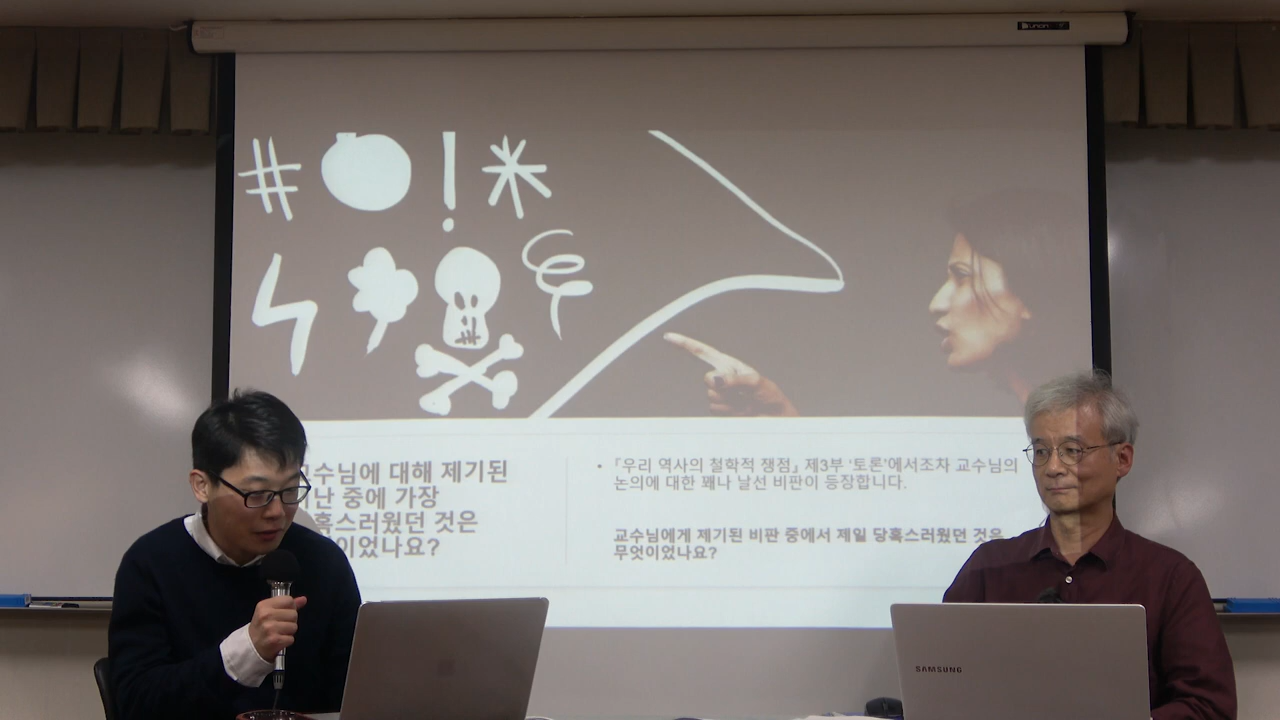 #!*
수님에 대해 제기된
난 중에 가장
혹스러웠던 것은
이었나요?
• 『우리 역사의 철학적 쟁점』 제3부 '토론'에서조차 교수님의
논의에 대한 꽤나 날선 비판이 등장합니다.
교수님에게 제기된 비판 중에서 제일 당혹스러웠던 것은
무엇이었나요?
SAMSUNG